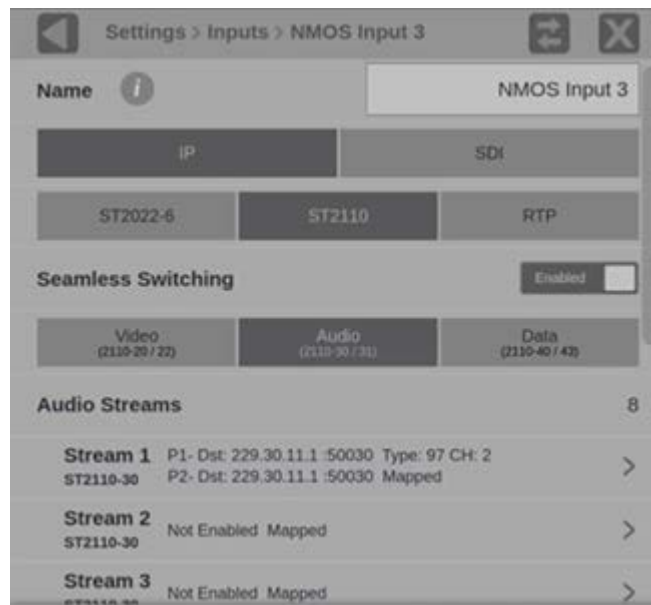 Settings > Inputs > NMOS Input 3
Name i NMOS Input 3
IP SDI
ST2022-6 ST2110 RTP
Seamless Switching Enabled
Video Audio Data
(2110-20 / 22) (2110-30 / 31) (2110-40 / 43)
Audio Streams 8
Stream 1 P1- Dst: 229.30.11.1 :50030 Type: 97 CH: 2
ST2110-30 P2- Dst: 229.30.11.1 :50030 Mapped
Stream 2
ST2110-30 Not Enabled Mapped
Stream 3
Not Enabled Mapped